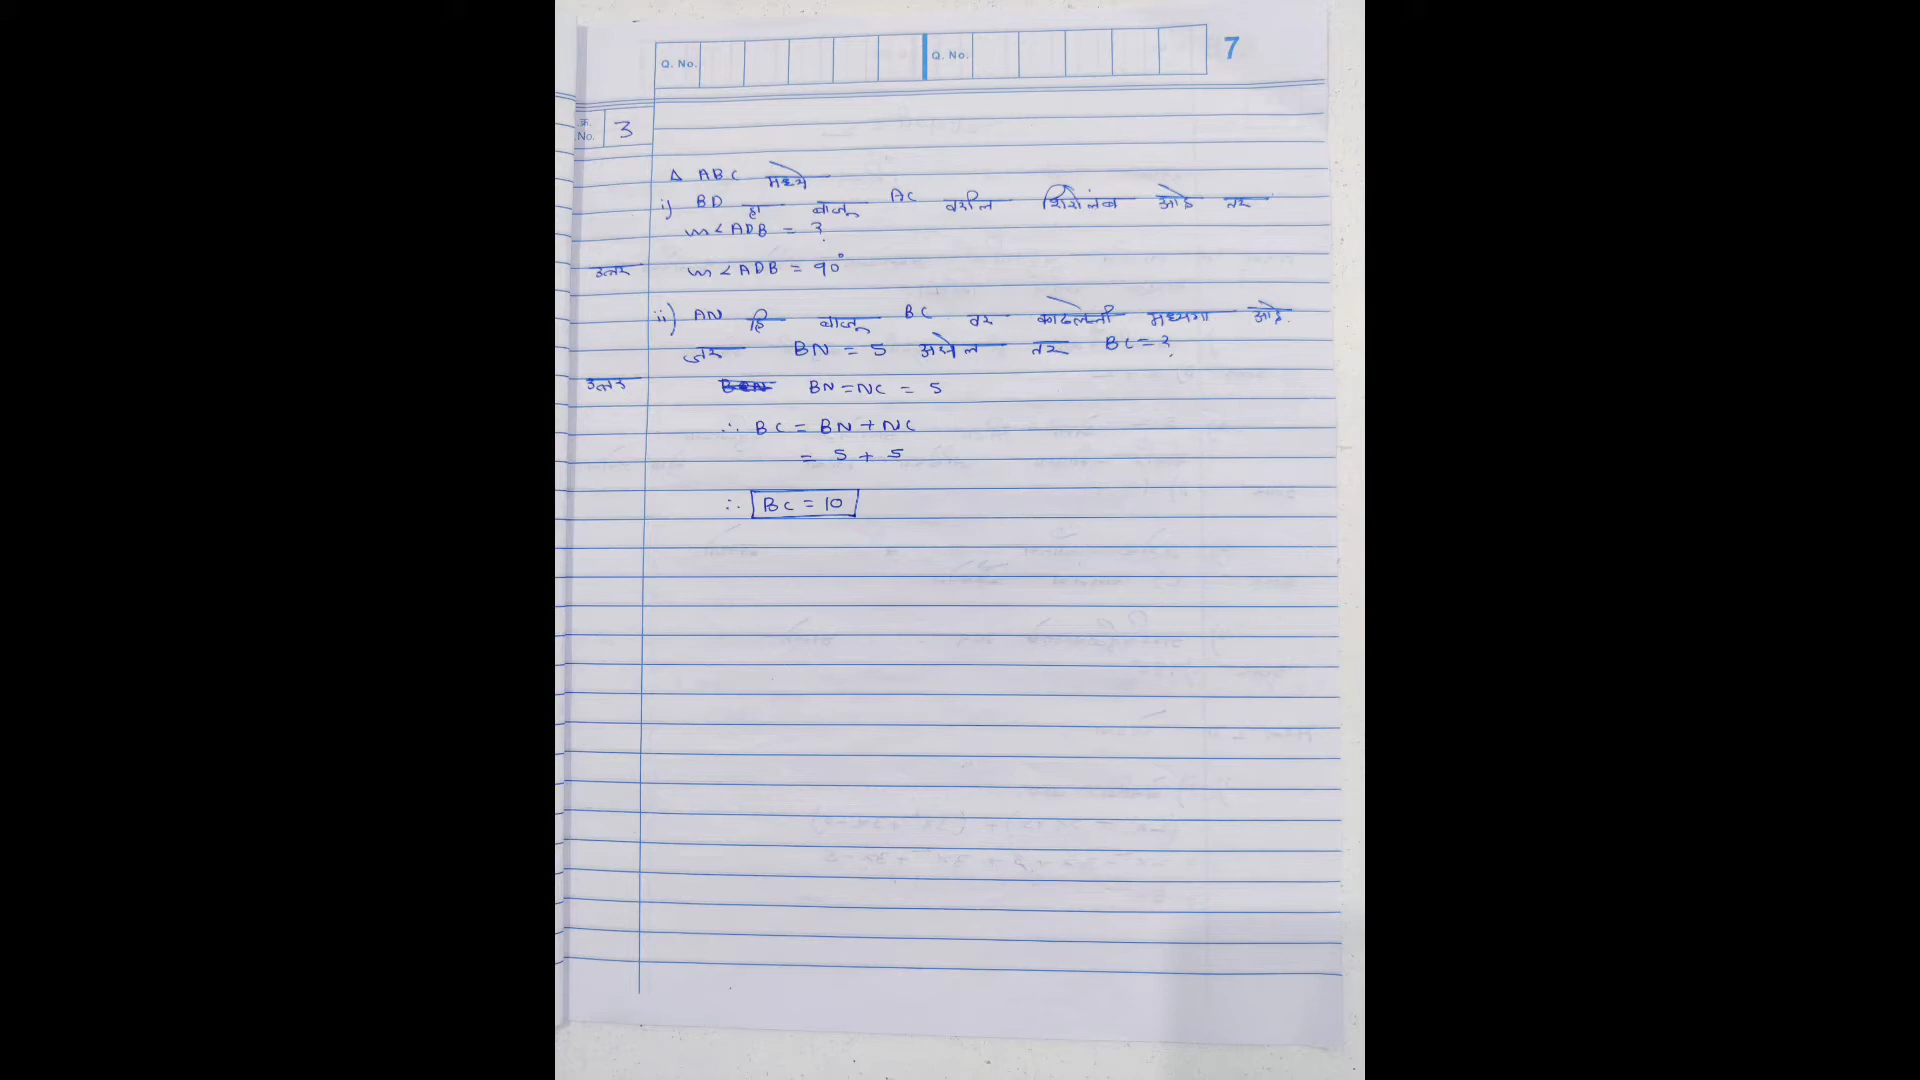 Q. No. Q. No. 7
क्र. No. 3
Δ ABC मध्ये
i) BD हा बाजू AC वरील शिरोलंब आहे तर
m∠ADB = ?
उत्तर m∠ADB = 90°
ii) AN हि बाजू BC वर काढलेली मध्यगा आहे.
जर BN = 5 असेल तर BC = ?
उत्तर BN = NC = 5
∴ BC = BN + NC
= 5 + 5
∴ BC = 10